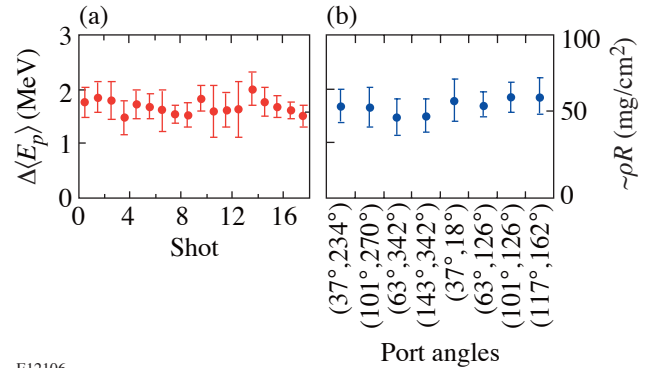 (a)
(b)
3
2
1
0
Δ⟨E_p⟩ (MeV)
0 4 8 12 16
Shot
100
50
0
~ρR (mg/cm²)
(37°,234°)
(101°,270°)
(63°,342°)
(143°,342°)
(37°,18°)
(63°,126°)
(101°,126°)
(117°,162°)
Port angles